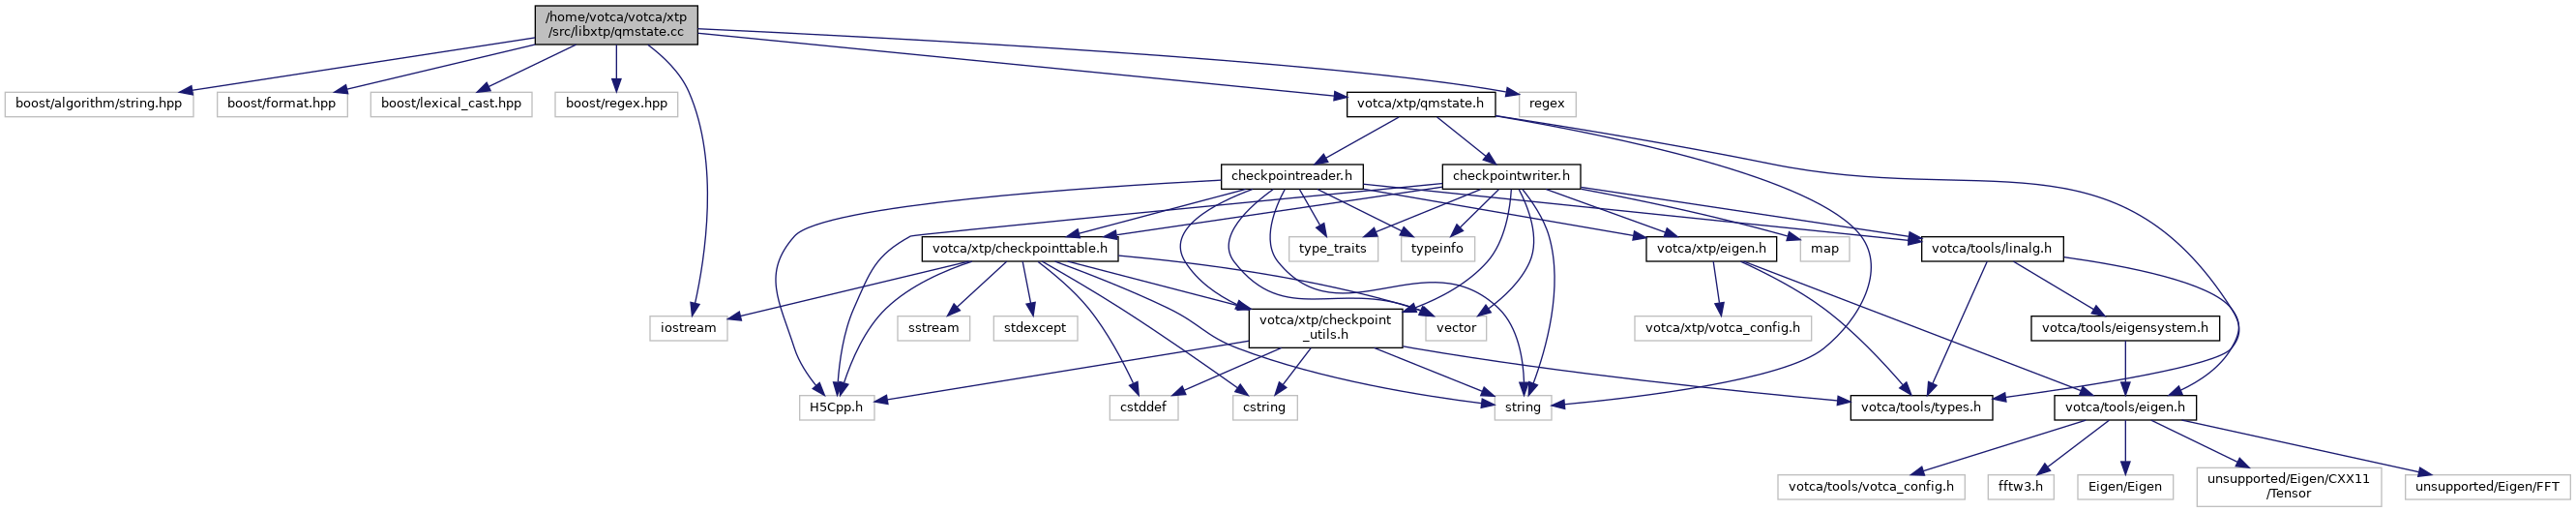 /home/votca/votca/xtp
/src/libxtp/qmstate.cc
boost/algorithm/string.hpp
boost/format.hpp
boost/lexical_cast.hpp
boost/regex.hpp
votca/xtp/qmstate.h
regex
checkpointreader.h
checkpointwriter.h
votca/xtp/checkpointtable.h
type_traits
typeinfo
votca/xtp/eigen.h
map
votca/tools/linalg.h
iostream
sstream
stdexcept
votca/xtp/checkpoint
_utils.h
vector
votca/xtp/votca_config.h
votca/tools/eigensystem.h
H5Cpp.h
cstddef
cstring
string
votca/tools/types.h
votca/tools/eigen.h
votca/tools/votca_config.h
fftw3.h
Eigen/Eigen
unsupported/Eigen/CXX11
/Tensor
unsupported/Eigen/FFT